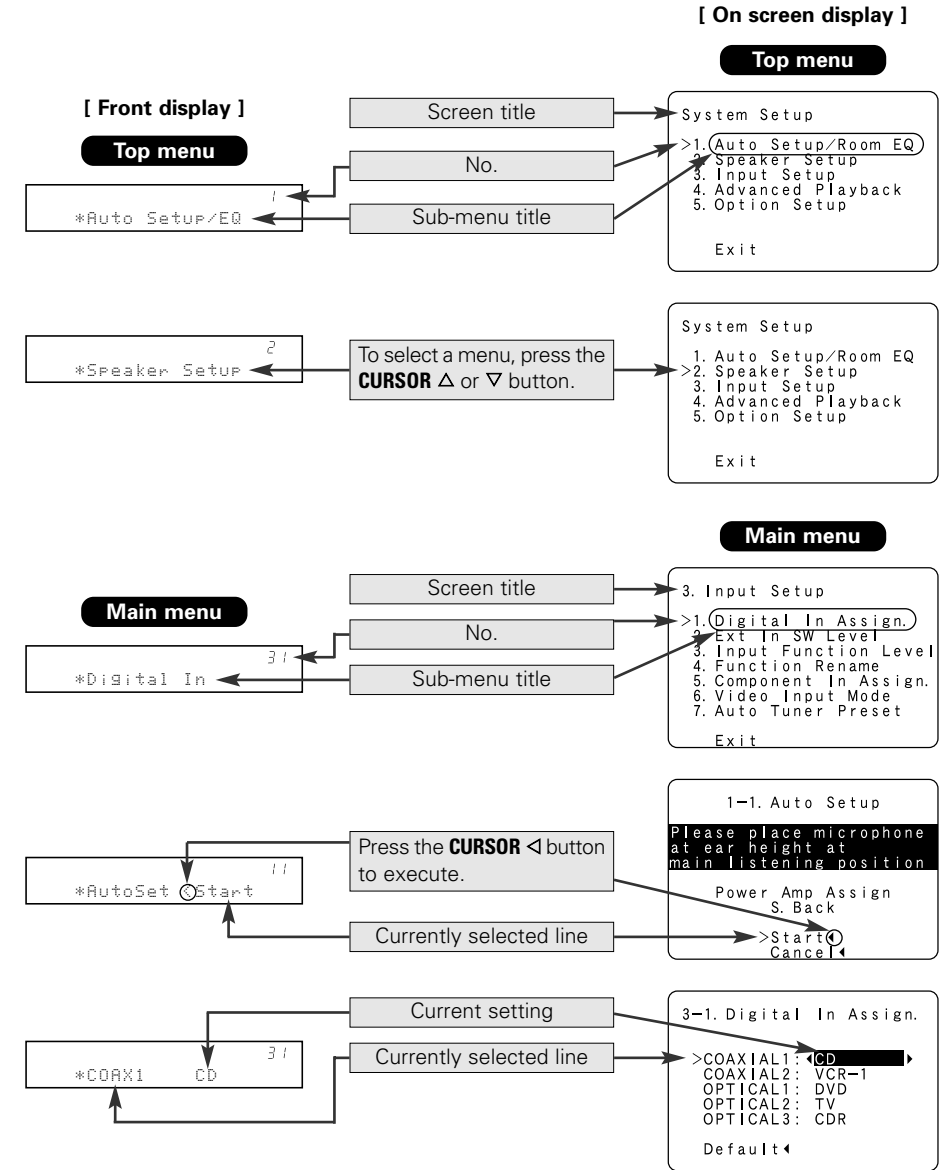 [ On screen display ]
Top menu
[ Front display ]
Top menu
Screen title
No.
Sub-menu title
1
*Auto Setup/EQ
System Setup
>1. Auto Setup/Room EQ
2. Speaker Setup
3. Input Setup
4. Advanced Playback
5. Option Setup
Exit
2
*Speaker Setup
To select a menu, press the
CURSOR △ or ▽ button.
System Setup
1. Auto Setup/Room EQ
>2. Speaker Setup
3. Input Setup
4. Advanced Playback
5. Option Setup
Exit
Main menu
Main menu
Screen title
No.
Sub-menu title
31
*Digital In
3. Input Setup
>1. Digital In Assign.
2. Ext In SW Level
3. Input Function Level
4. Function Rename
5. Component In Assign.
6. Video Input Mode
7. Auto Tuner Preset
Exit
11
*AutoSet <Start
Press the CURSOR ◁ button
to execute.
Currently selected line
1-1. Auto Setup
Please place microphone
at ear height at
main listening position
Power Amp Assign
S. Back
>Start◀
Cancel◀
31
*COAX1 CD
Current setting
Currently selected line
3-1. Digital In Assign.
>COAXIAL1: ◀CD ▶
COAXIAL2: VCR-1
OPTICAL1: DVD
OPTICAL2: TV
OPTICAL3: CDR
Default◀